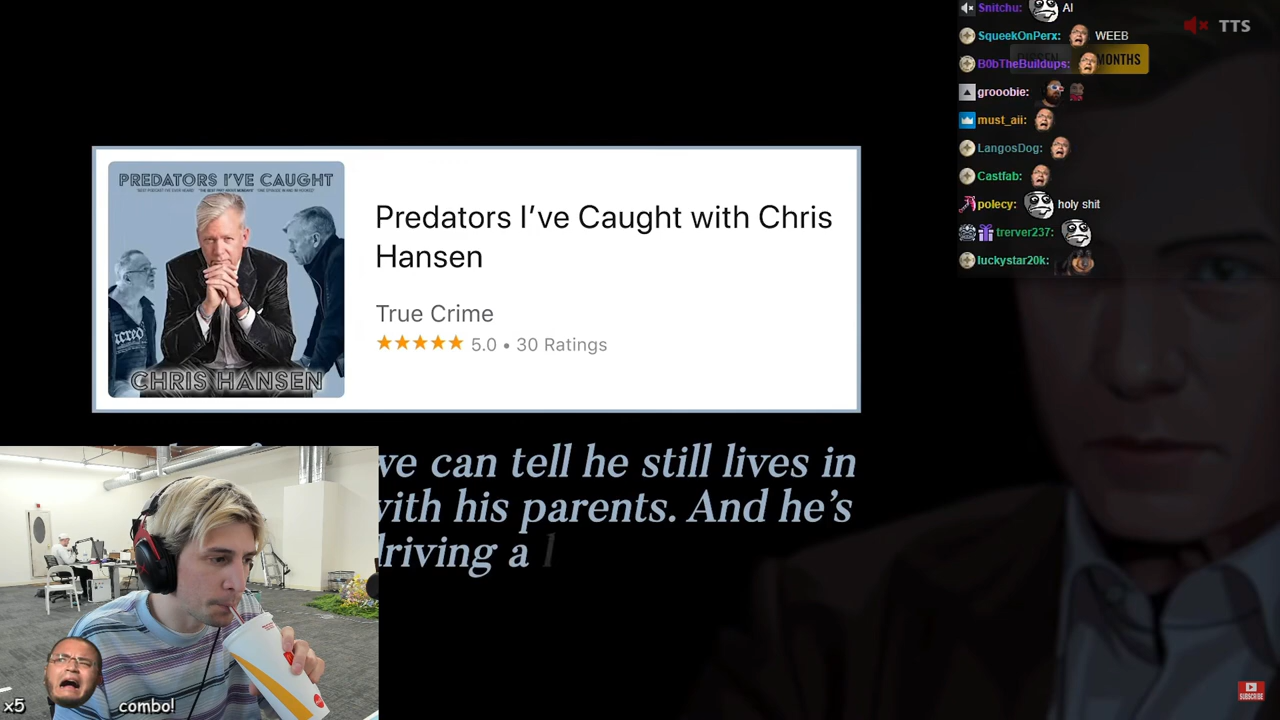 Snitchu: AI
TTS
SqueekOnPerx: WEEB
B0bTheBuildups:
MONTHS
grooobie:
must_aii:
LangosDog:
Castfab:
polecy: holy shit
trerver237:
luckystar20k:
PREDATORS I'VE CAUGHT
CHRIS HANSEN
Predators I've Caught with Chris
Hansen
True Crime
5.0 • 30 Ratings
we can tell he still lives in
with his parents. And he's
driving a l
x5 combo!
SUBSCRIBE